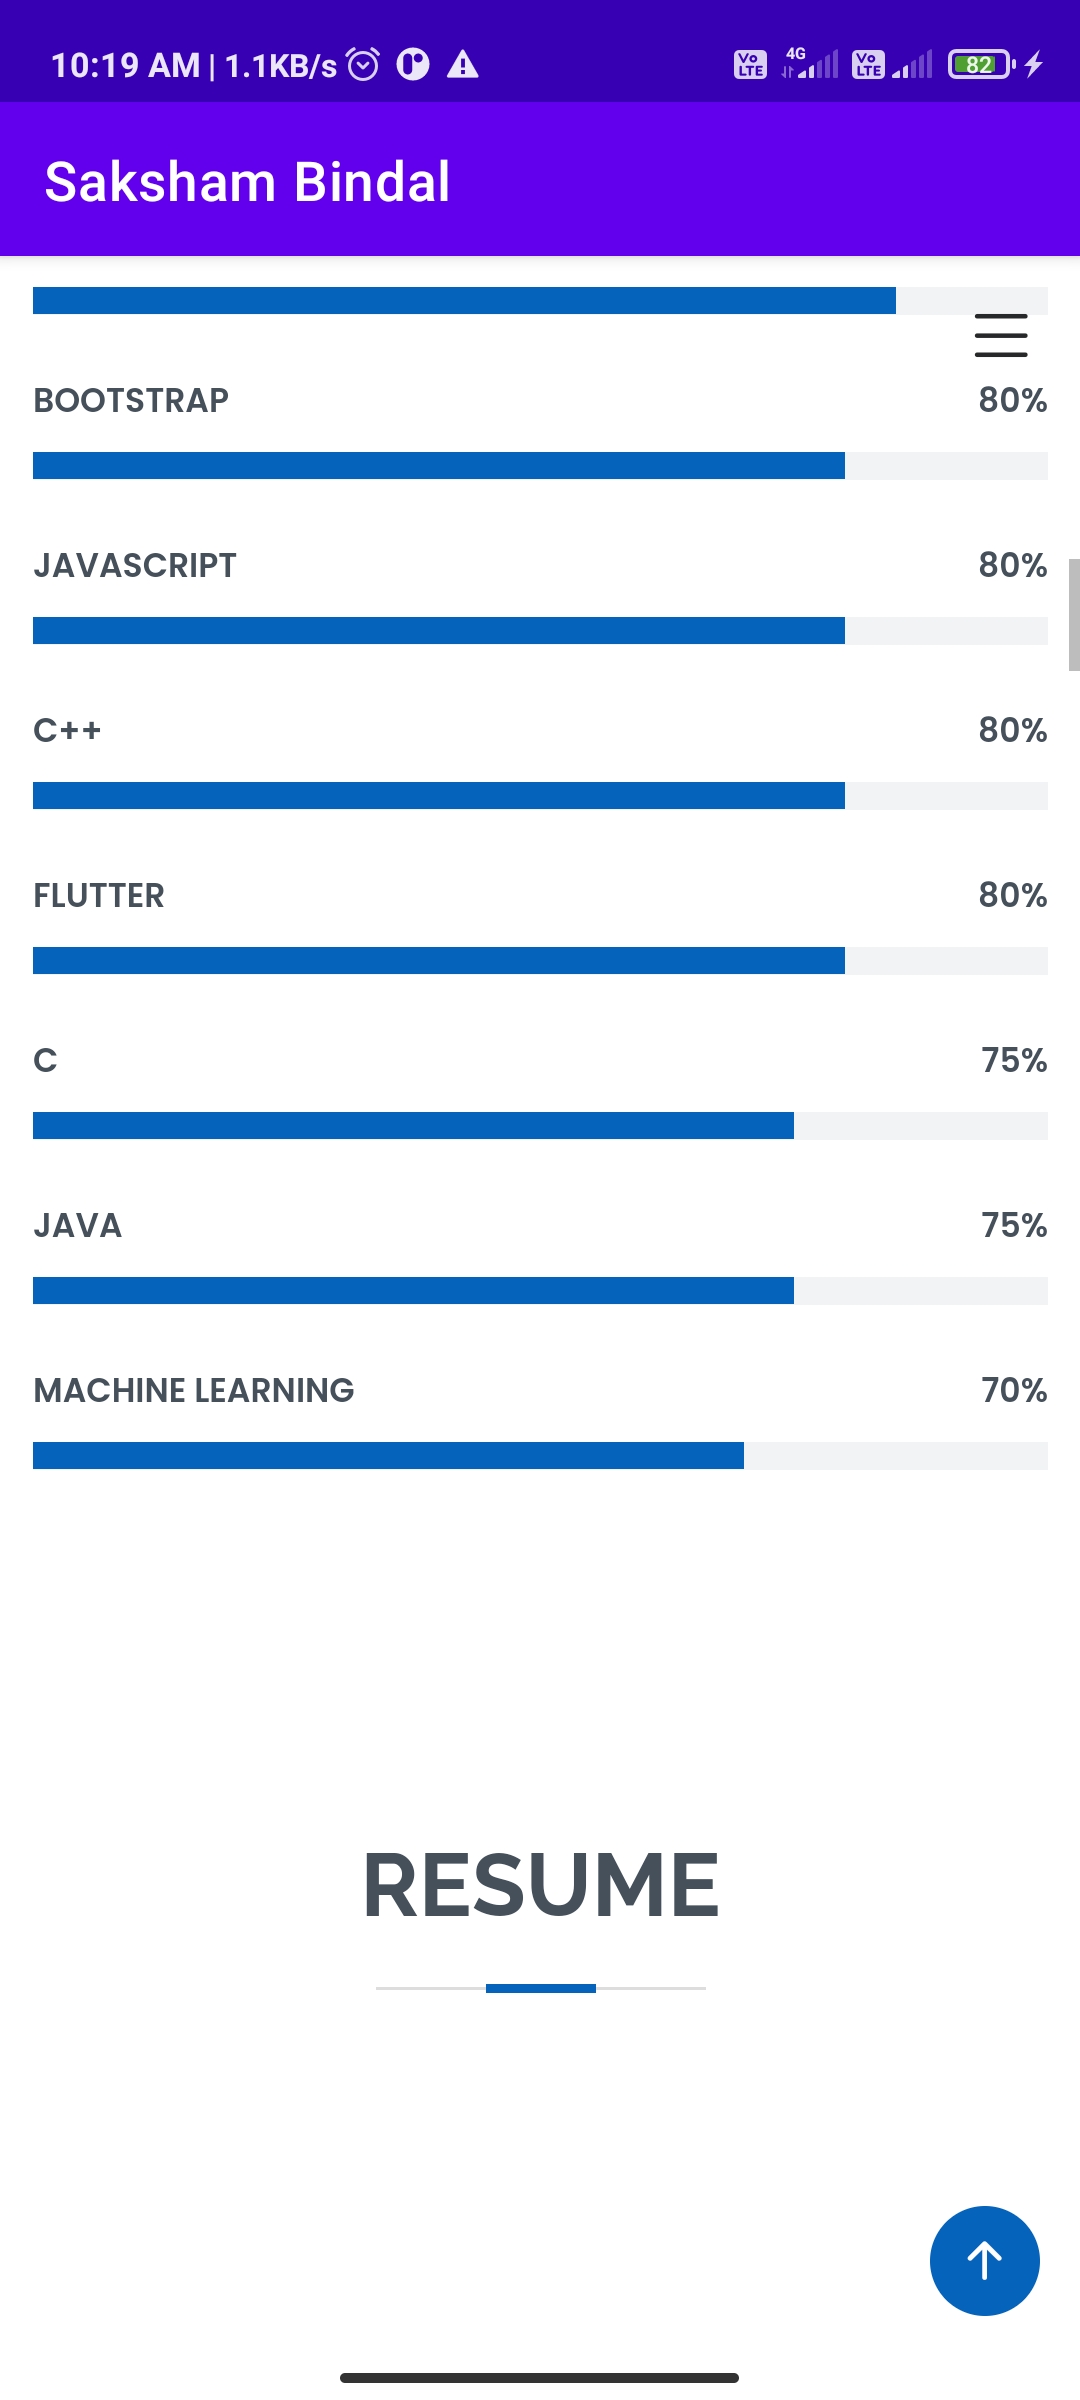 10:19 AM | 1.1KB/s Vo LTE 4G Vo LTE 82
Saksham Bindal
BOOTSTRAP 80%
JAVASCRIPT 80%
C++ 80%
FLUTTER 80%
C 75%
JAVA 75%
MACHINE LEARNING 70%
RESUME